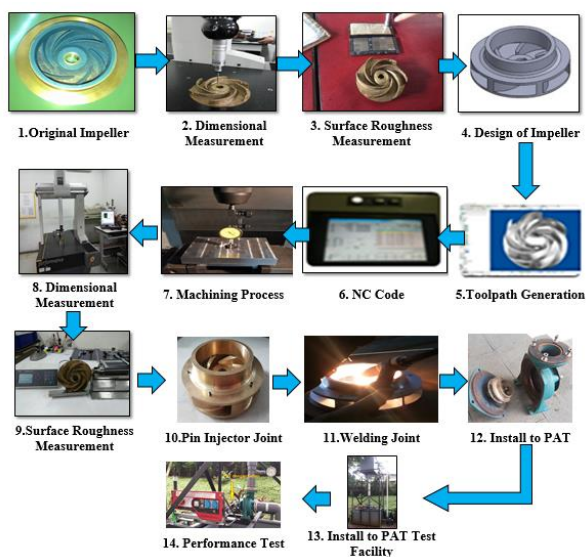 1.Original Impeller
2. Dimensional
Measurement
3. Surface Roughness
Measurement
4. Design of Impeller
8. Dimensional
Measurement
7. Machining Process
6. NC Code
5.Toolpath Generation
9.Surface Roughness
Measurement
10.Pin Injector Joint
11.Welding Joint
12. Install to PAT
14. Performance Test
13. Install to PAT Test
Facility